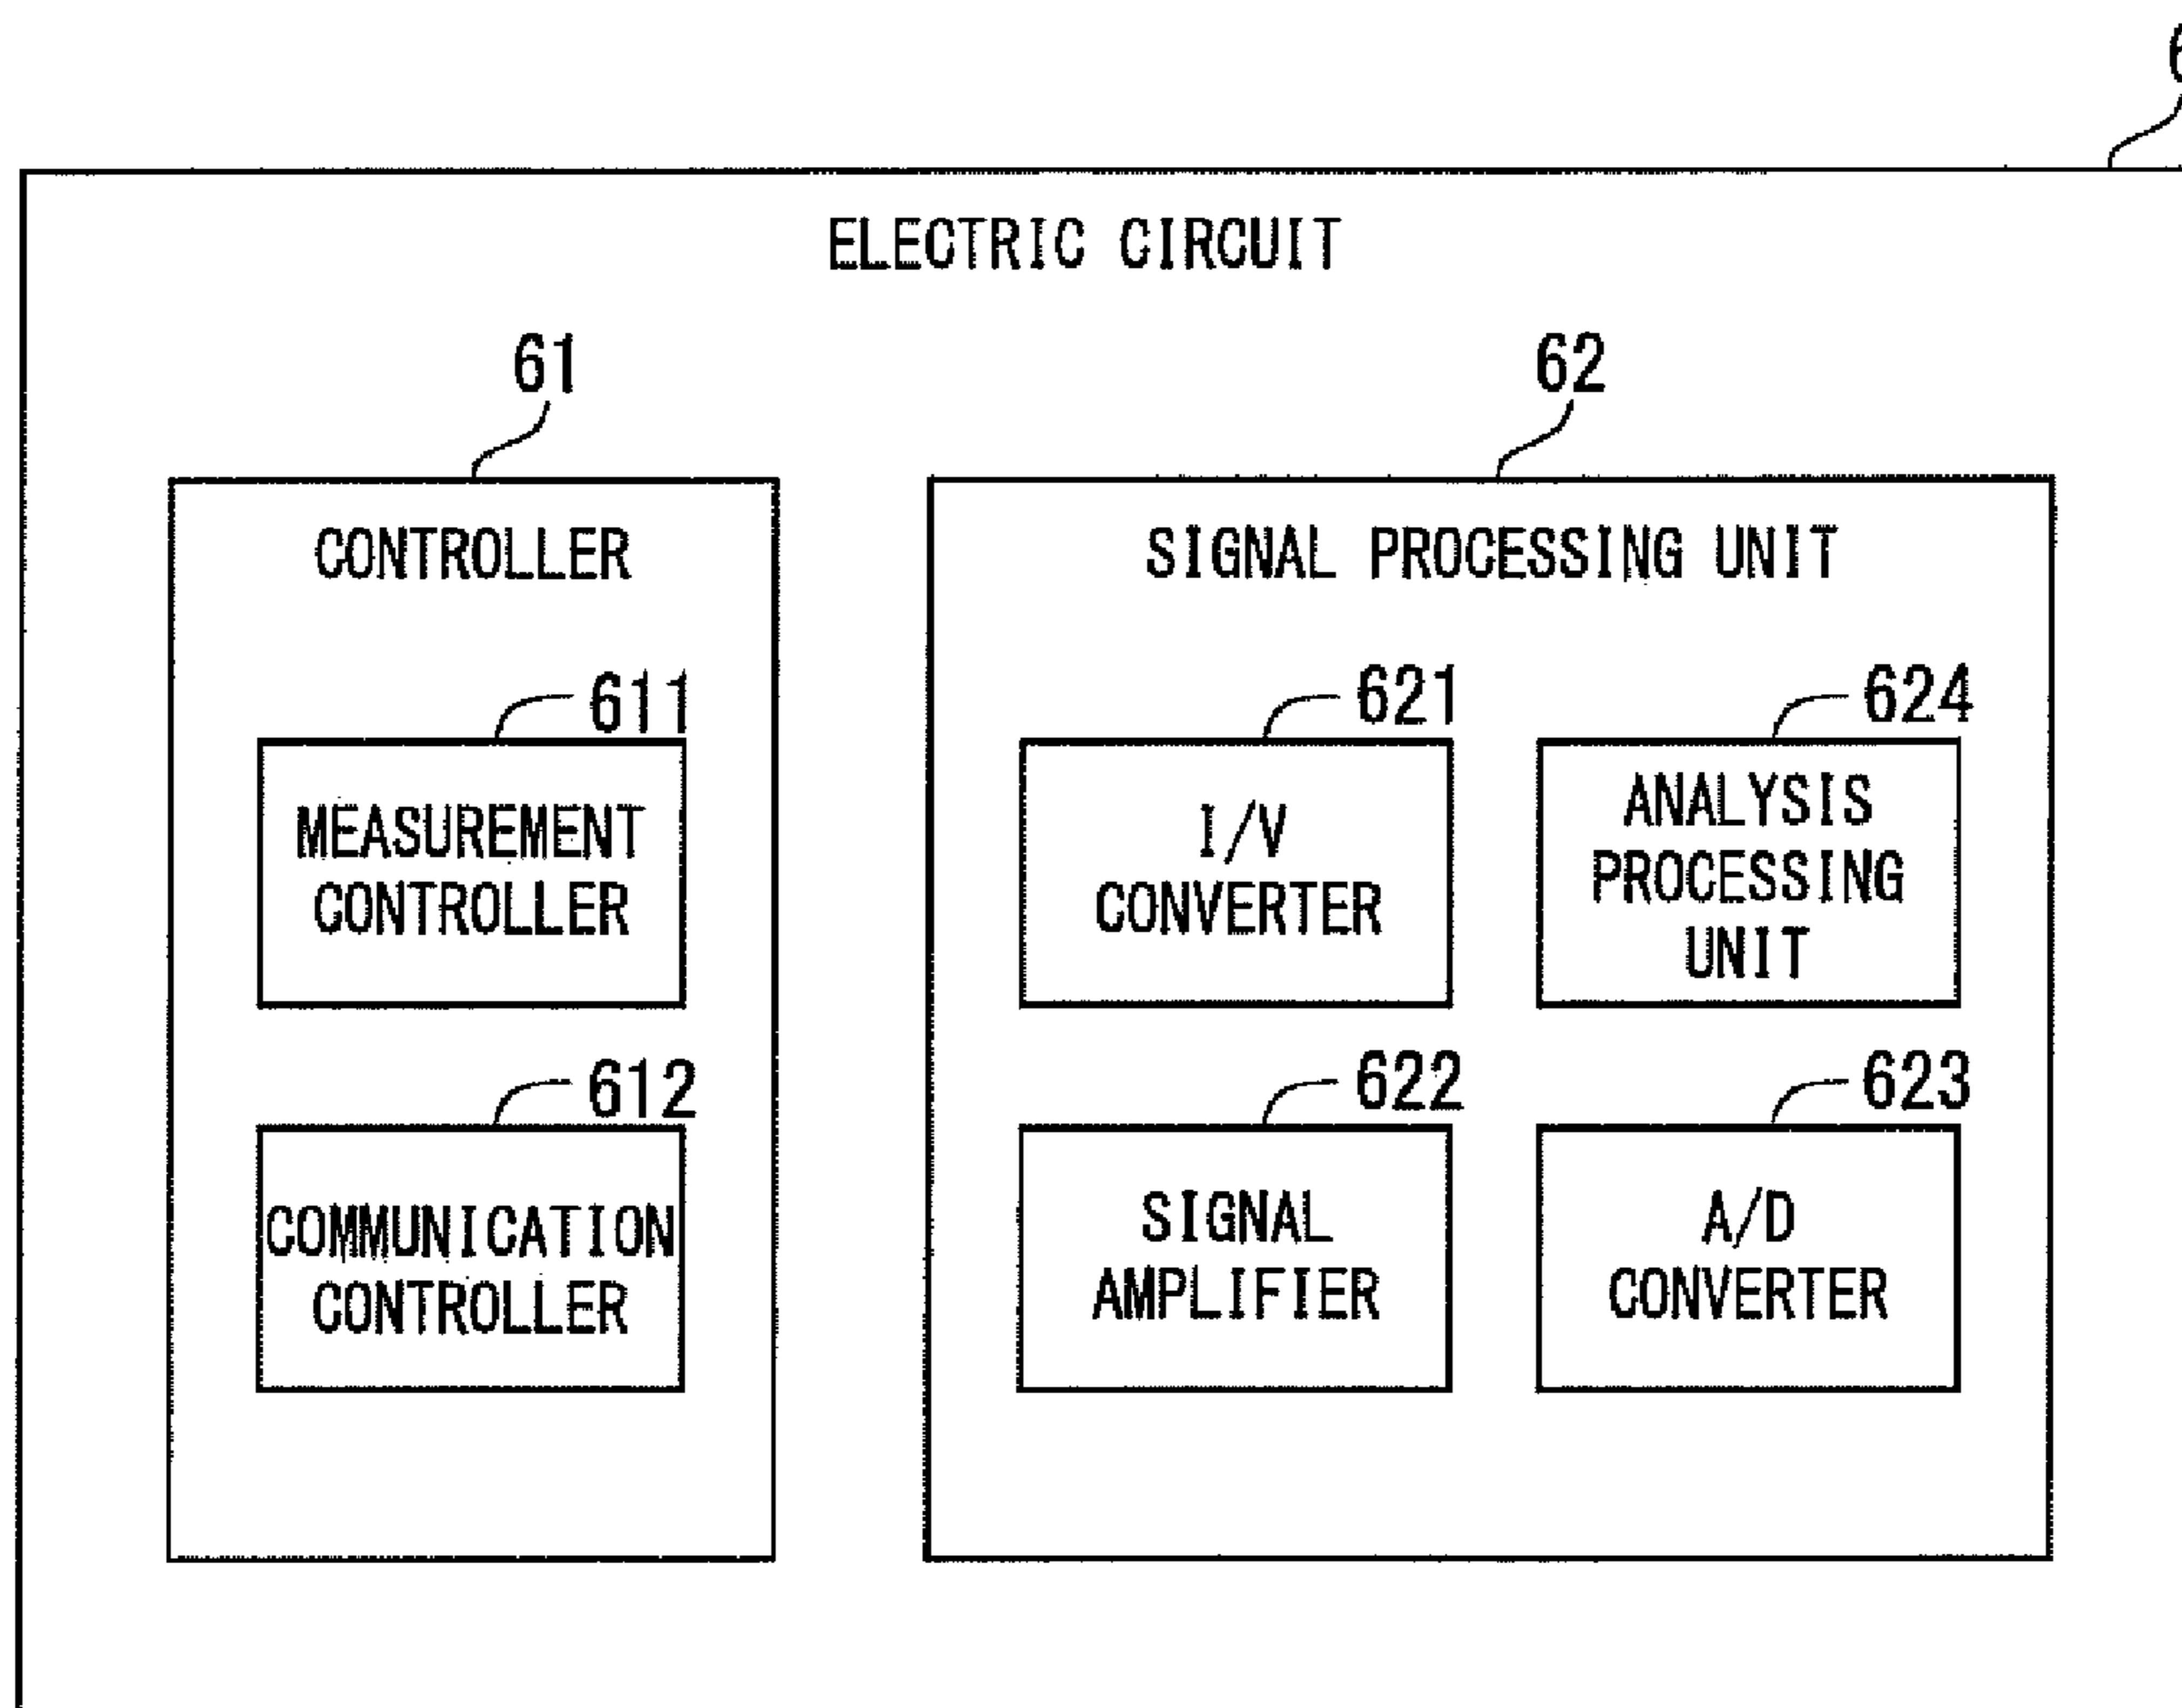 ELECTRIC CIRCUIT
61
62
CONTROLLER
SIGNAL PROCESSING UNIT
611
MEASUREMENT
CONTROLLER
612
COMMUNICATION
CONTROLLER
621
I/V
CONVERTER
624
ANALYSIS
PROCESSING
UNIT
622
SIGNAL
AMPLIFIER
623
A/D
CONVERTER